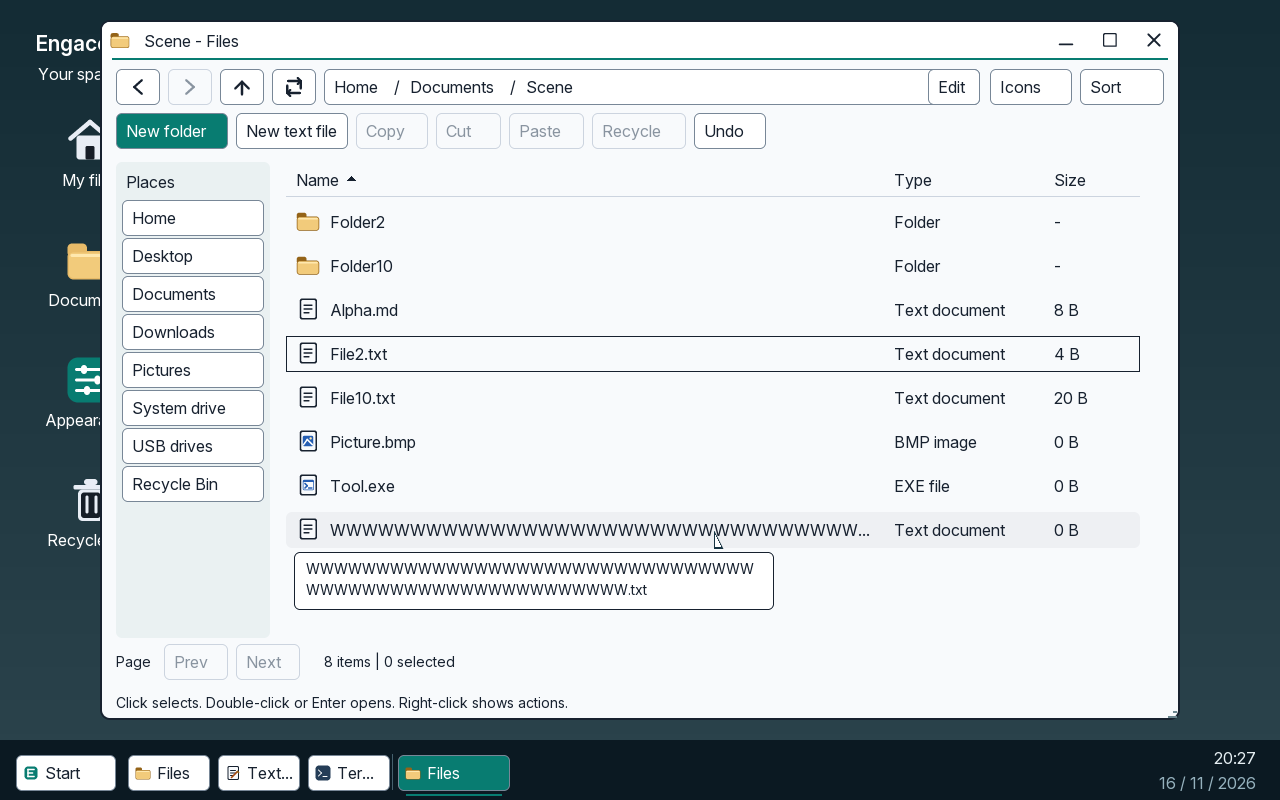 Scene - Files
Home / Documents / Scene
Edit
Icons
Sort
New folder
New text file
Copy
Cut
Paste
Recycle
Undo
Places
Home
Desktop
Documents
Downloads
Pictures
System drive
USB drives
Recycle Bin
Name Type Size
Folder2 Folder -
Folder10 Folder -
Alpha.md Text document 8 B
File2.txt Text document 4 B
File10.txt Text document 20 B
Picture.bmp BMP image 0 B
Tool.exe EXE file 0 B
WWWWWWWWWWWWWWWWWWWWWWWWWWWWWWWWW... Text document 0 B
WWWWWWWWWWWWWWWWWWWWWWWWWWWWWWWW
WWWWWWWWWWWWWWWWWWWWWWW.txt
Page
Prev
Next
8 items | 0 selected
Click selects. Double-click or Enter opens. Right-click shows actions.
Engac
Your spa
My fil
Docum
Appeara
Recycle
Start
Files
Text...
Ter...
Files
20:27
16 / 11 / 2026